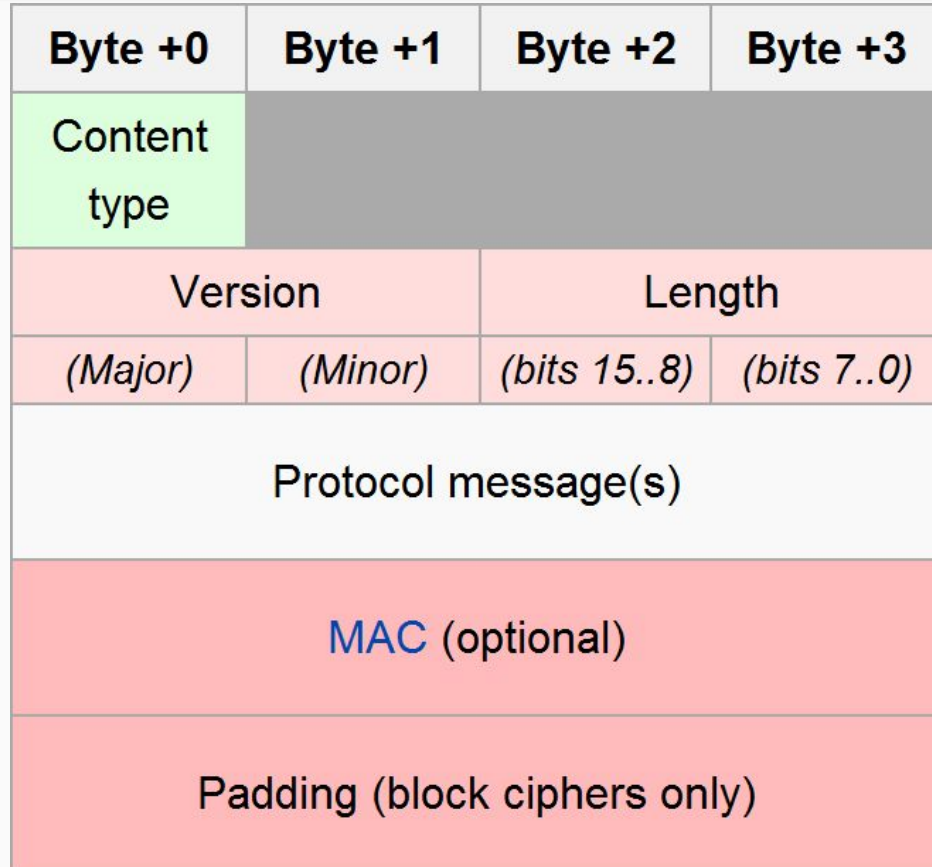 Byte +0 Byte +1 Byte +2 Byte +3
Content
type
Version Length
(Major) (Minor) (bits 15..8) (bits 7..0)
Protocol message(s)
MAC (optional)
Padding (block ciphers only)